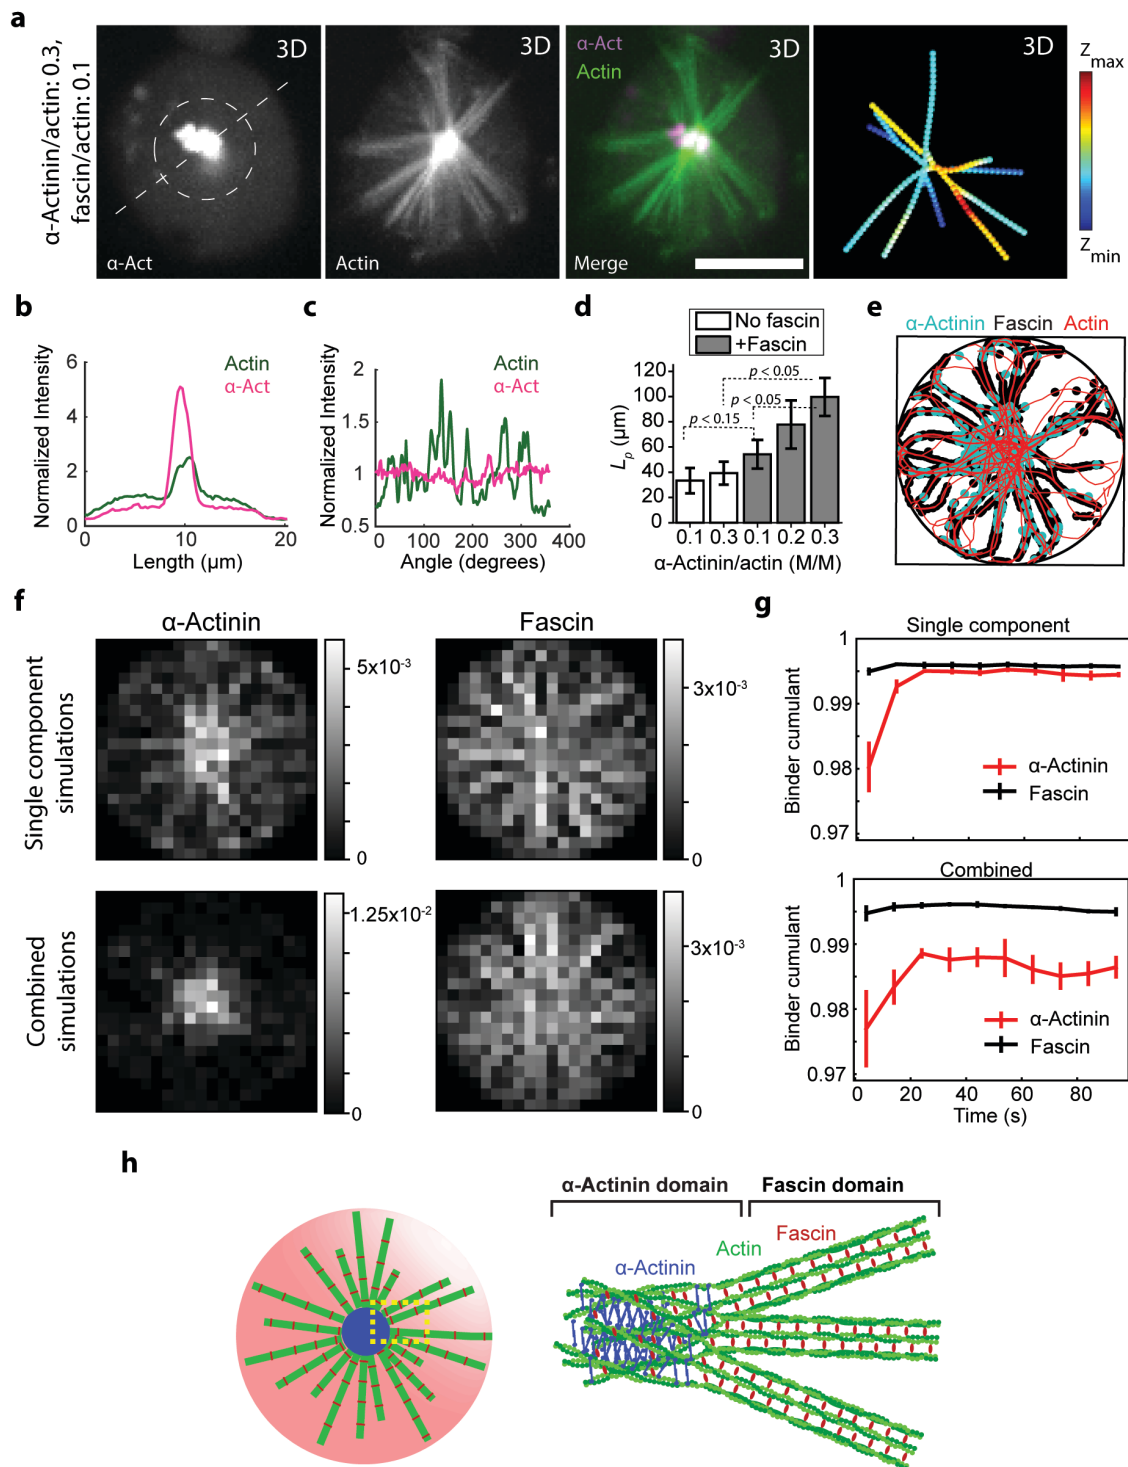 a
α-Actinin/actin: 0.3,
fascin/actin: 0.1
3D
α-Act
3D
Actin
α-Act
Actin
3D
Merge
3D
Zmax
Zmin
b
Normalized Intensity
6
4
2
0
Actin
α-Act
0
10
20
Length (μm)
c
Normalized Intensity
2
1.5
1
0.5
Actin
α-Act
0
100
200
300
400
Angle (degrees)
d
No fascin
+Fascin
Lp (μm)
120
100
80
60
40
20
0
p < 0.05
p < 0.05
p < 0.15
0.1
0.3
0.1
0.2
0.3
α-Actinin/actin (M/M)
e
α-Actinin Fascin Actin
f
α-Actinin
Fascin
Single component
simulations
5x10-3
0
3x10-3
0
Combined
simulations
1.25x10-2
0
3x10-3
0
g
Single component
Binder cumulant
1
0.99
0.98
0.97
α-Actinin
Fascin
Combined
Binder cumulant
1
0.99
0.98
0.97
α-Actinin
Fascin
0
20
40
60
80
Time (s)
h
α-Actinin domain
Fascin domain
Fascin
Actin
α-Actinin